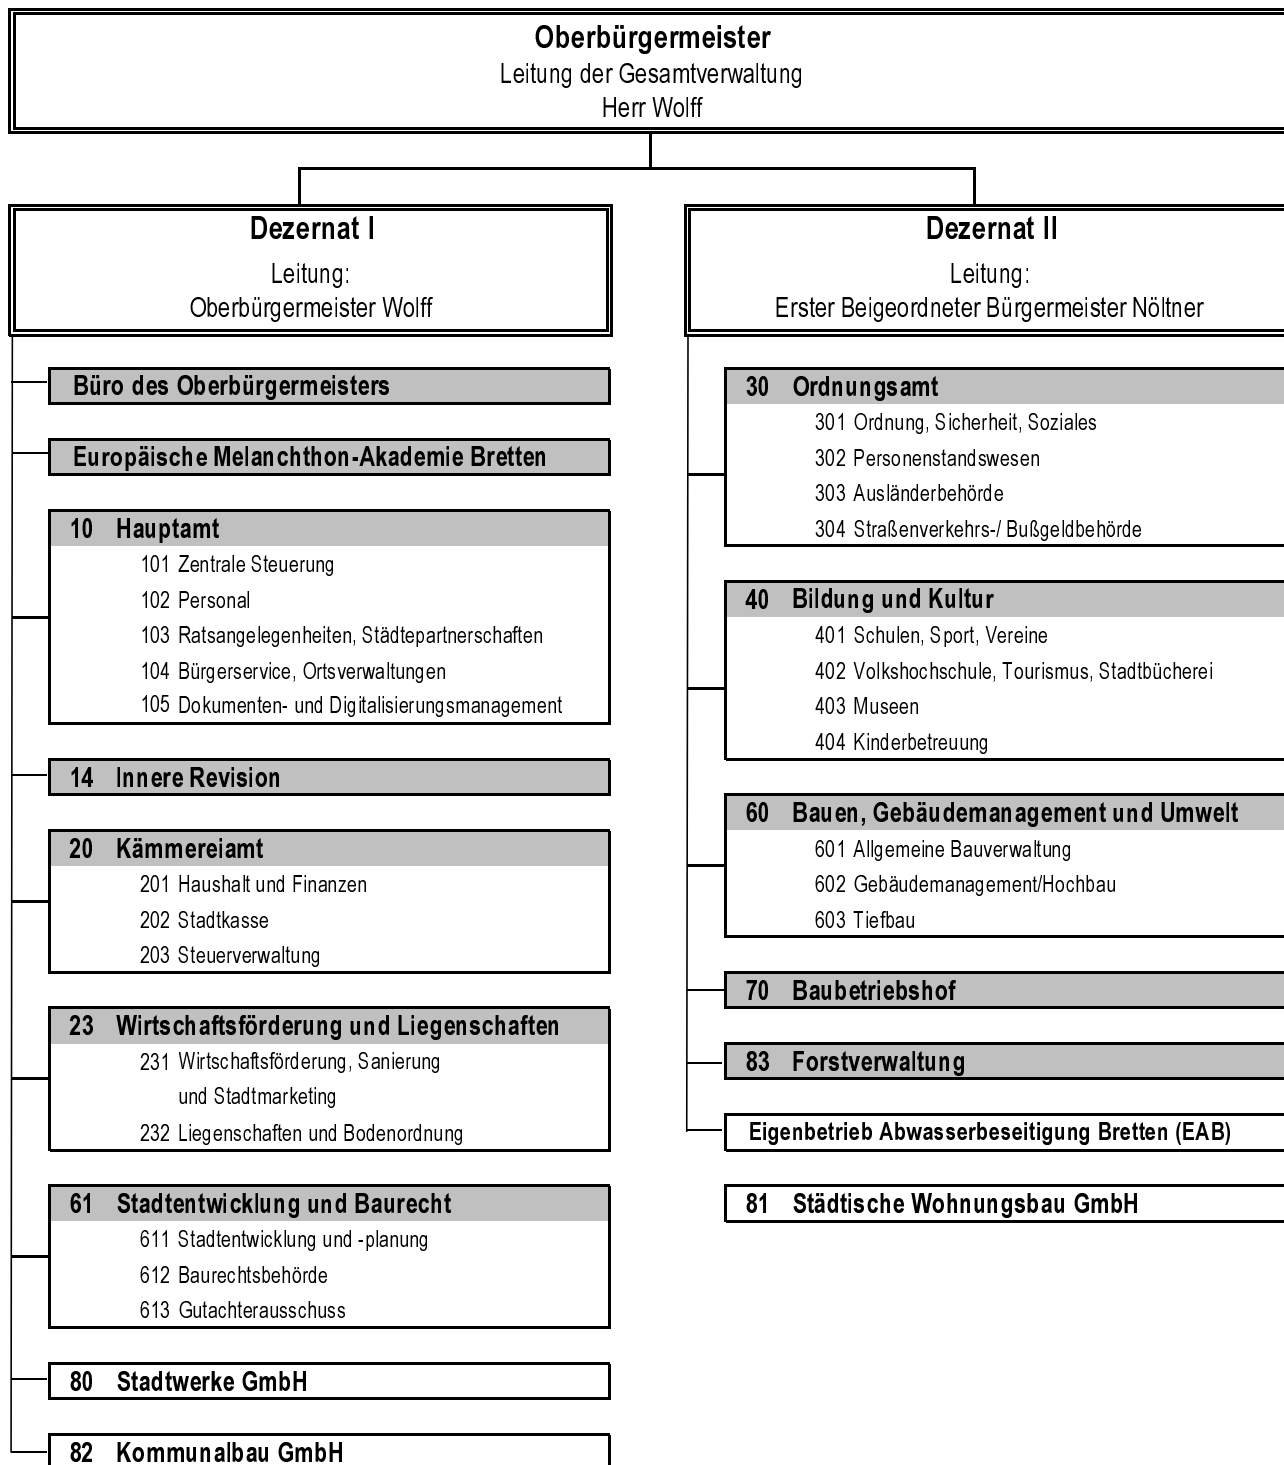 Oberbürgermeister
Leitung der Gesamtverwaltung
Herr Wolff
Dezernat I
Leitung:
Oberbürgermeister Wolff
Büro des Oberbürgermeisters
Europäische Melanchthon-Akademie Bretten
10 Hauptamt
101 Zentrale Steuerung
102 Personal
103 Ratsangelegenheiten, Städtepartnerschaften
104 Bürgerservice, Ortsverwaltungen
105 Dokumenten- und Digitalisierungsmanagement
14 Innere Revision
20 Kämmereiamt
201 Haushalt und Finanzen
202 Stadtkasse
203 Steuerverwaltung
23 Wirtschaftsförderung und Liegenschaften
231 Wirtschaftsförderung, Sanierung
und Stadtmarketing
232 Liegenschaften und Bodenordnung
61 Stadtentwicklung und Baurecht
611 Stadtentwicklung und -planung
612 Baurechtsbehörde
613 Gutachterausschuss
80 Stadtwerke GmbH
82 Kommunalbau GmbH
Dezernat II
Leitung:
Erster Beigeordneter Bürgermeister Nöltner
30 Ordnungsamt
301 Ordnung, Sicherheit, Soziales
302 Personenstandswesen
303 Ausländerbehörde
304 Straßenverkehrs-/ Bußgeldbehörde
40 Bildung und Kultur
401 Schulen, Sport, Vereine
402 Volkshochschule, Tourismus, Stadtbücherei
403 Museen
404 Kinderbetreuung
60 Bauen, Gebäudemanagement und Umwelt
601 Allgemeine Bauverwaltung
602 Gebäudemanagement/Hochbau
603 Tiefbau
70 Baubetriebshof
83 Forstverwaltung
Eigenbetrieb Abwasserbeseitigung Bretten (EAB)
81 Städtische Wohnungsbau GmbH